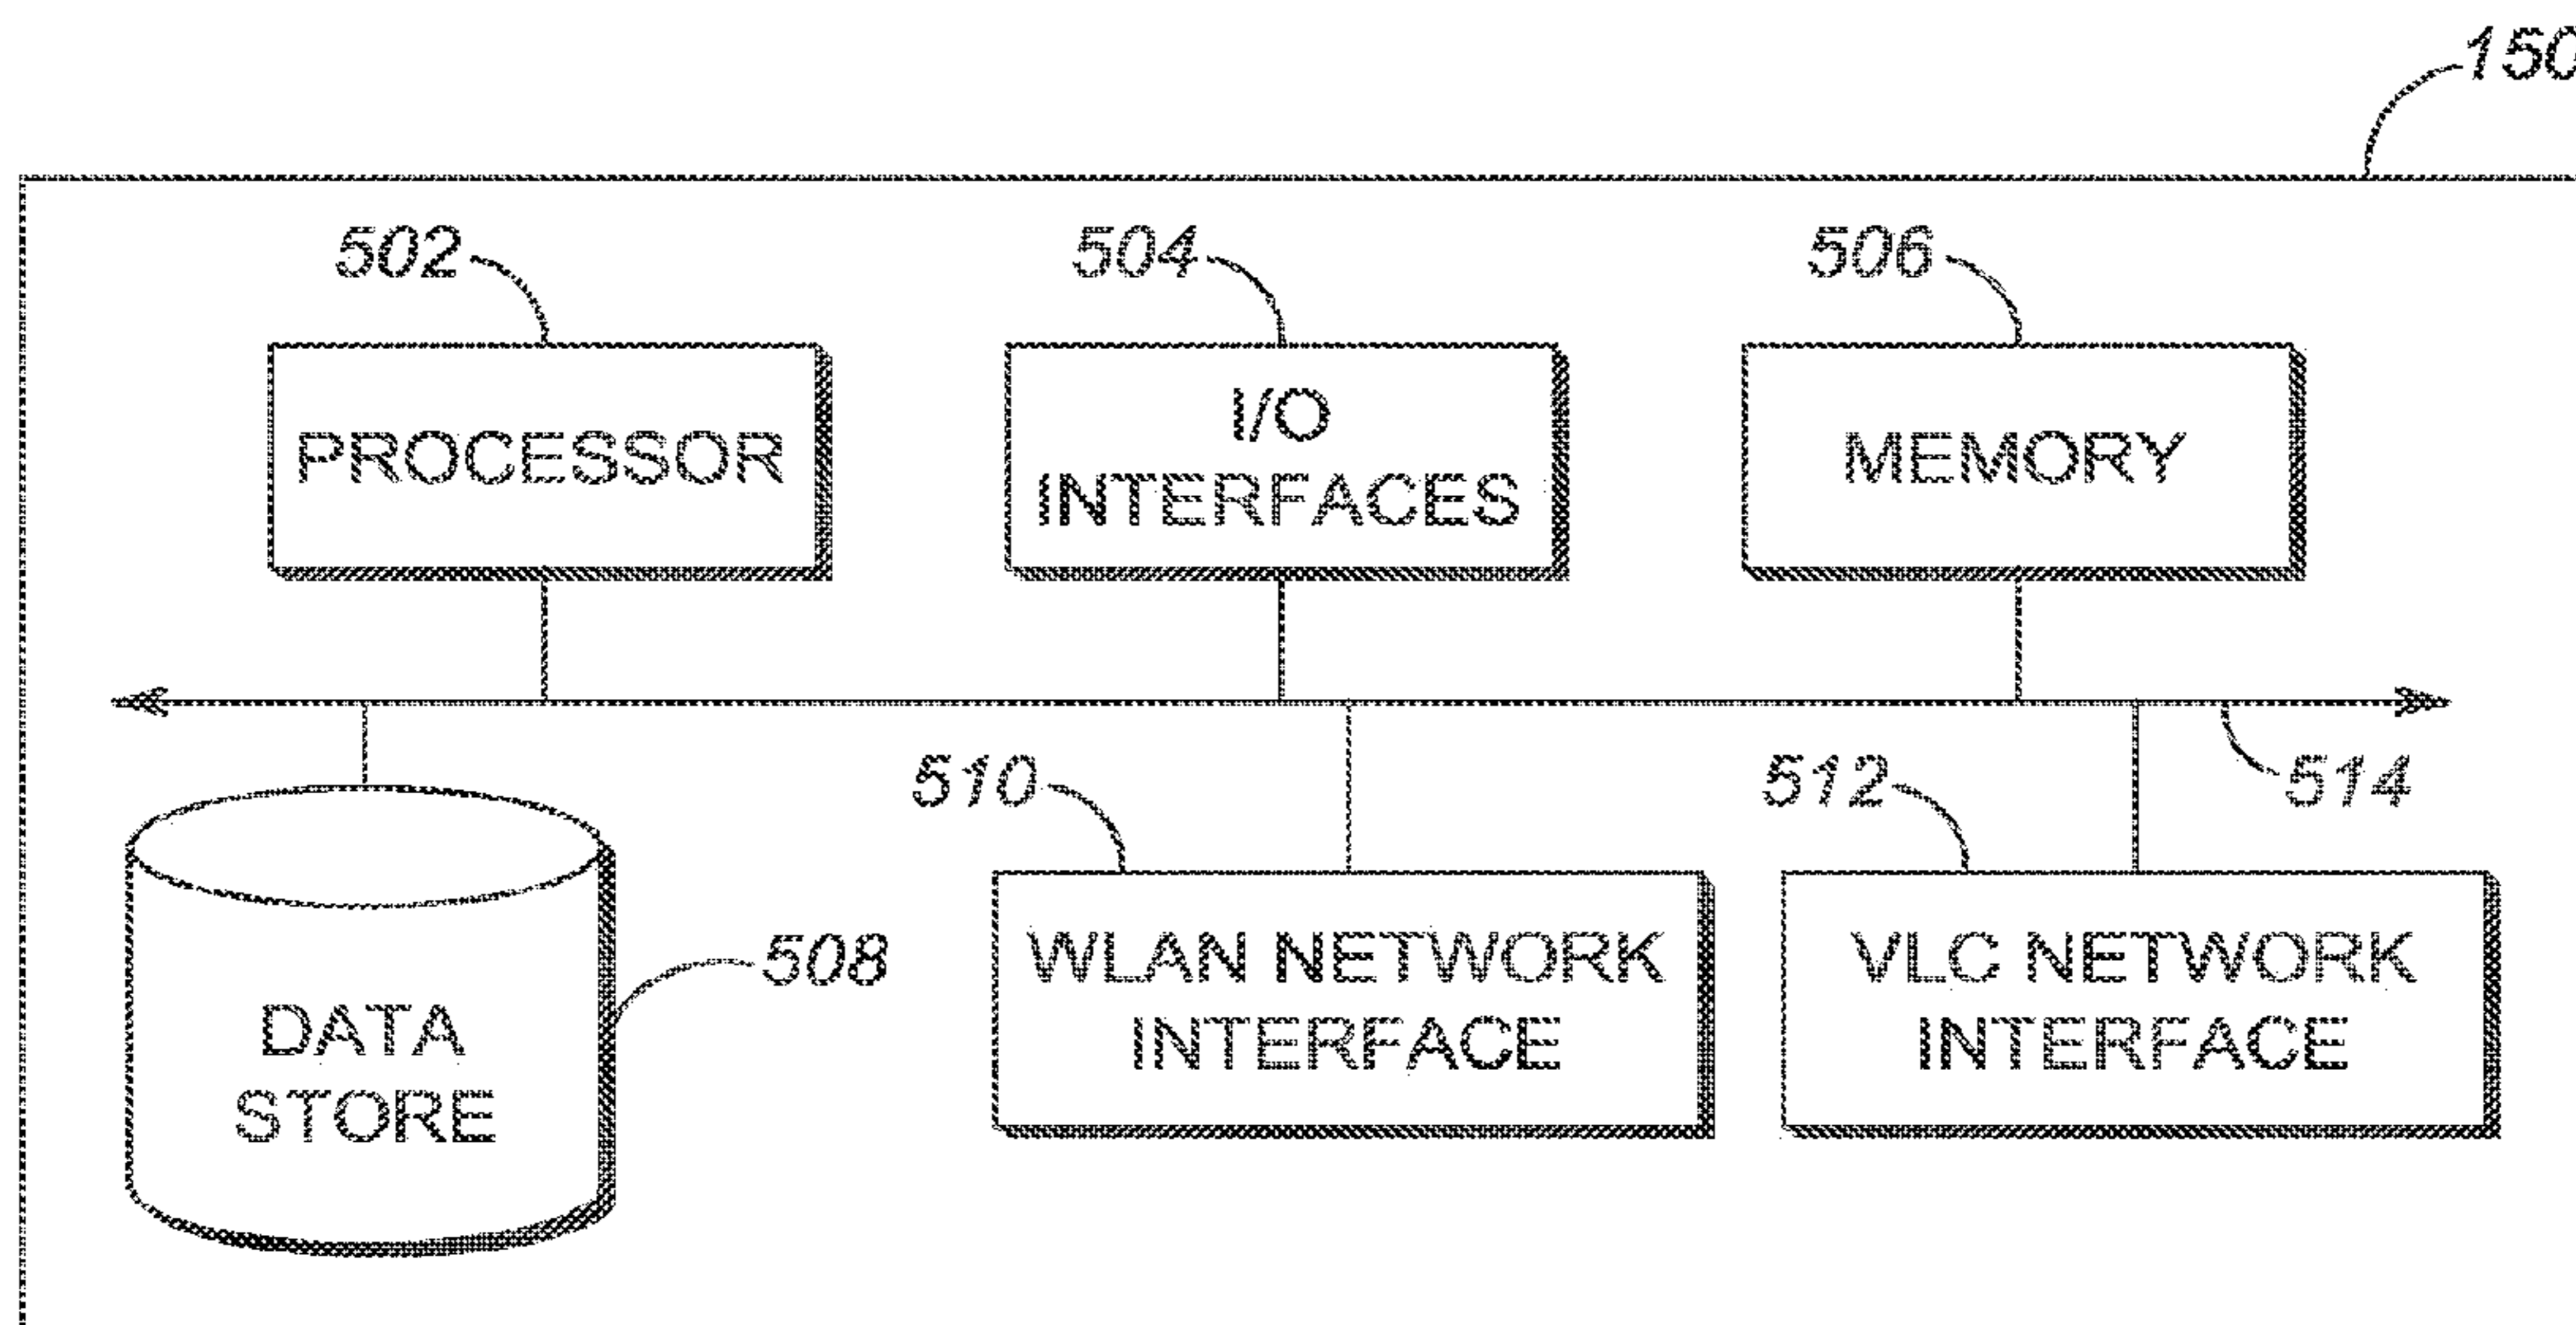 150
502
504
506
PROCESSOR
I/O
INTERFACES
MEMORY
510
512
514
508
DATA
STORE
WLAN NETWORK
INTERFACE
VLC NETWORK
INTERFACE